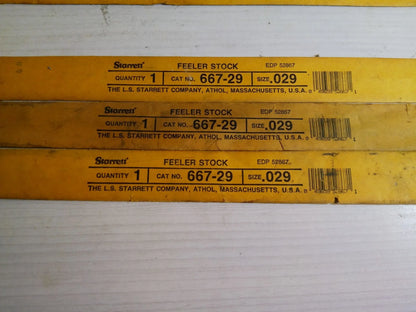 Starrett FEELER STOCK EDP 52867
QUANTITY 1 CAT NO. 667-29 SIZE .029
THE L.S. STARRETT COMPANY, ATHOL, MASSACHUSETTS, U.S.A.
Starrett FEELER STOCK EDP 52867
QUANTITY 1 CAT NO. 667-29 SIZE .029
THE L.S. STARRETT COMPANY, ATHOL, MASSACHUSETTS, U.S.A.
Starrett FEELER STOCK EDP 52867
QUANTITY 1 CAT NO. 667-29 SIZE .029
THE L.S. STARRETT COMPANY, ATHOL, MASSACHUSETTS, U.S.A.